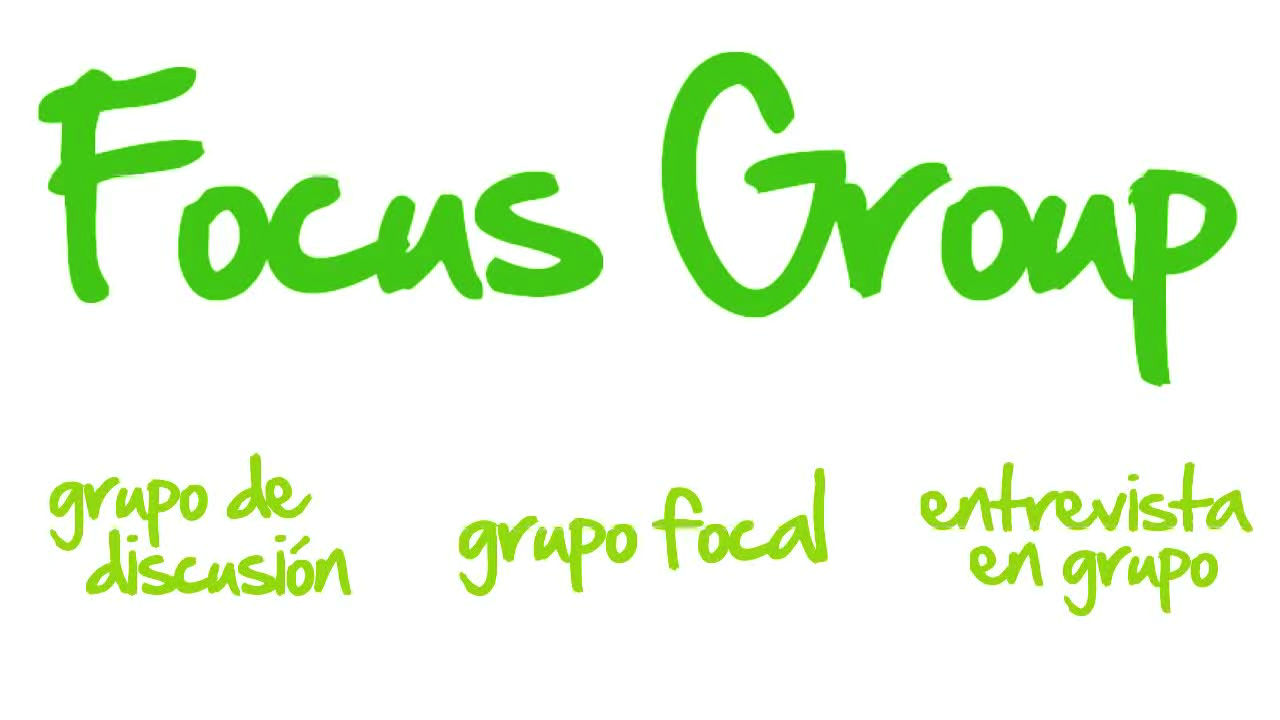 Focus Group
grupo de
discusión
grupo focal
entrevista
en grupo